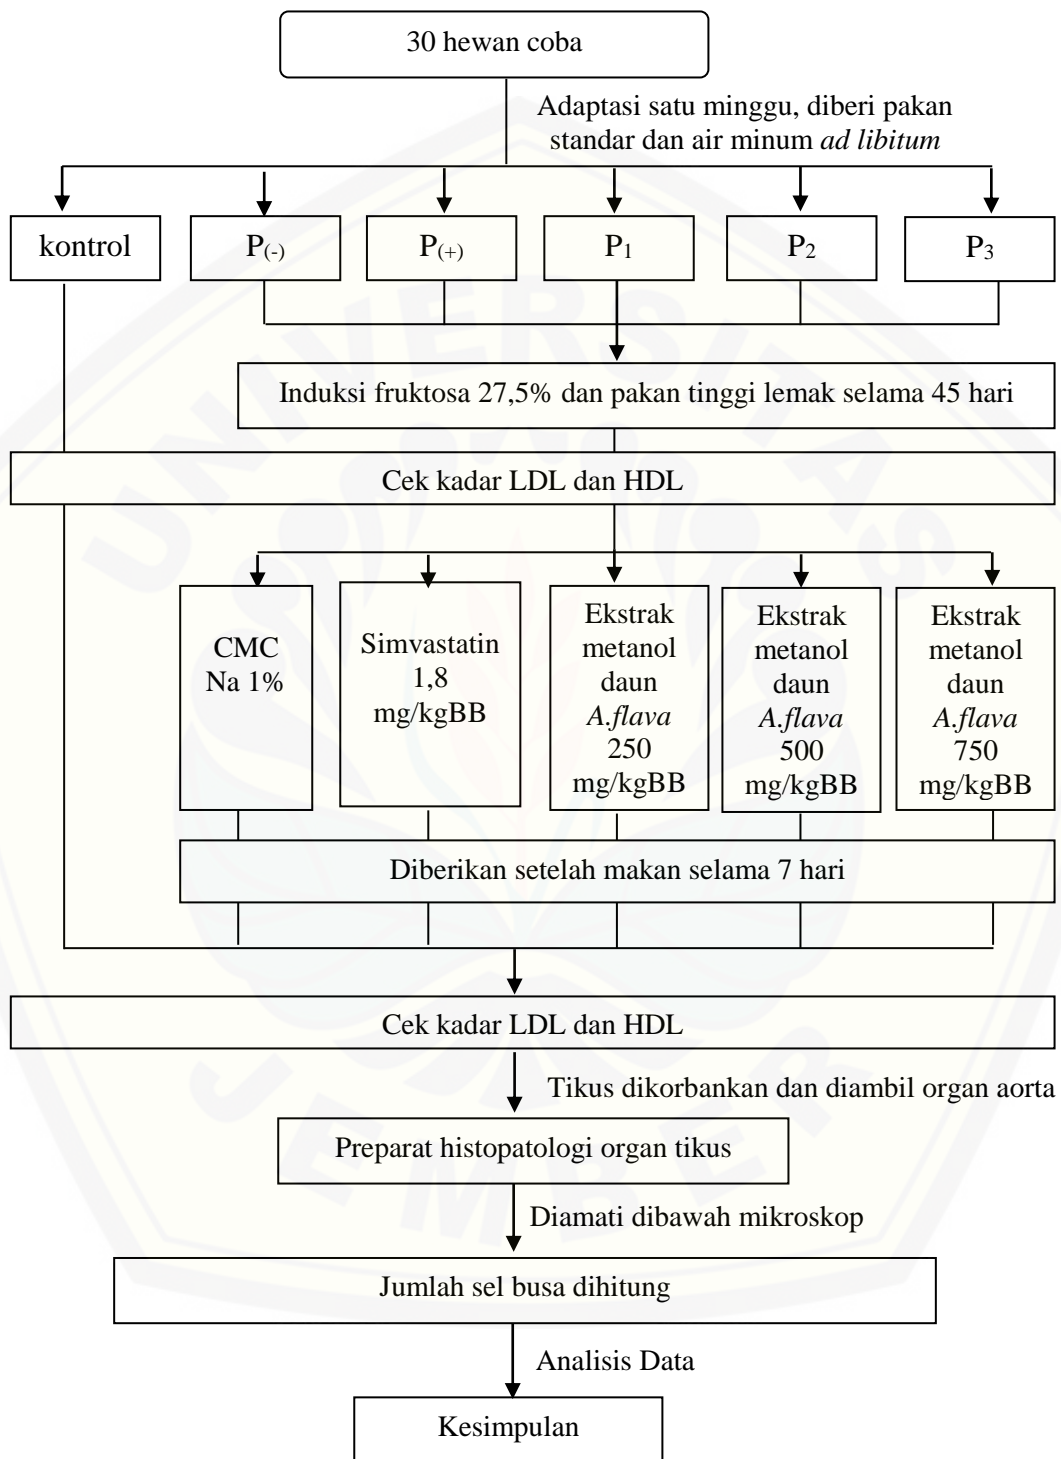 30 hewan coba
Adaptasi satu minggu, diberi pakan
standar dan air minum ad libitum
kontrol
P(-)
P(+)
P1
P2
P3
Induksi fruktosa 27,5% dan pakan tinggi lemak selama 45 hari
Cek kadar LDL dan HDL
CMC
Na 1%
Simvastatin
1,8
mg/kgBB
Ekstrak
metanol
daun
A.flava
250
mg/kgBB
Ekstrak
metanol
daun
A.flava
500
mg/kgBB
Ekstrak
metanol
daun
A.flava
750
mg/kgBB
Diberikan setelah makan selama 7 hari
Cek kadar LDL dan HDL
Tikus dikorbankan dan diambil organ aorta
Preparat histopatologi organ tikus
Diamati dibawah mikroskop
Jumlah sel busa dihitung
Analisis Data
Kesimpulan
UNIVERSITAS
JEMBER